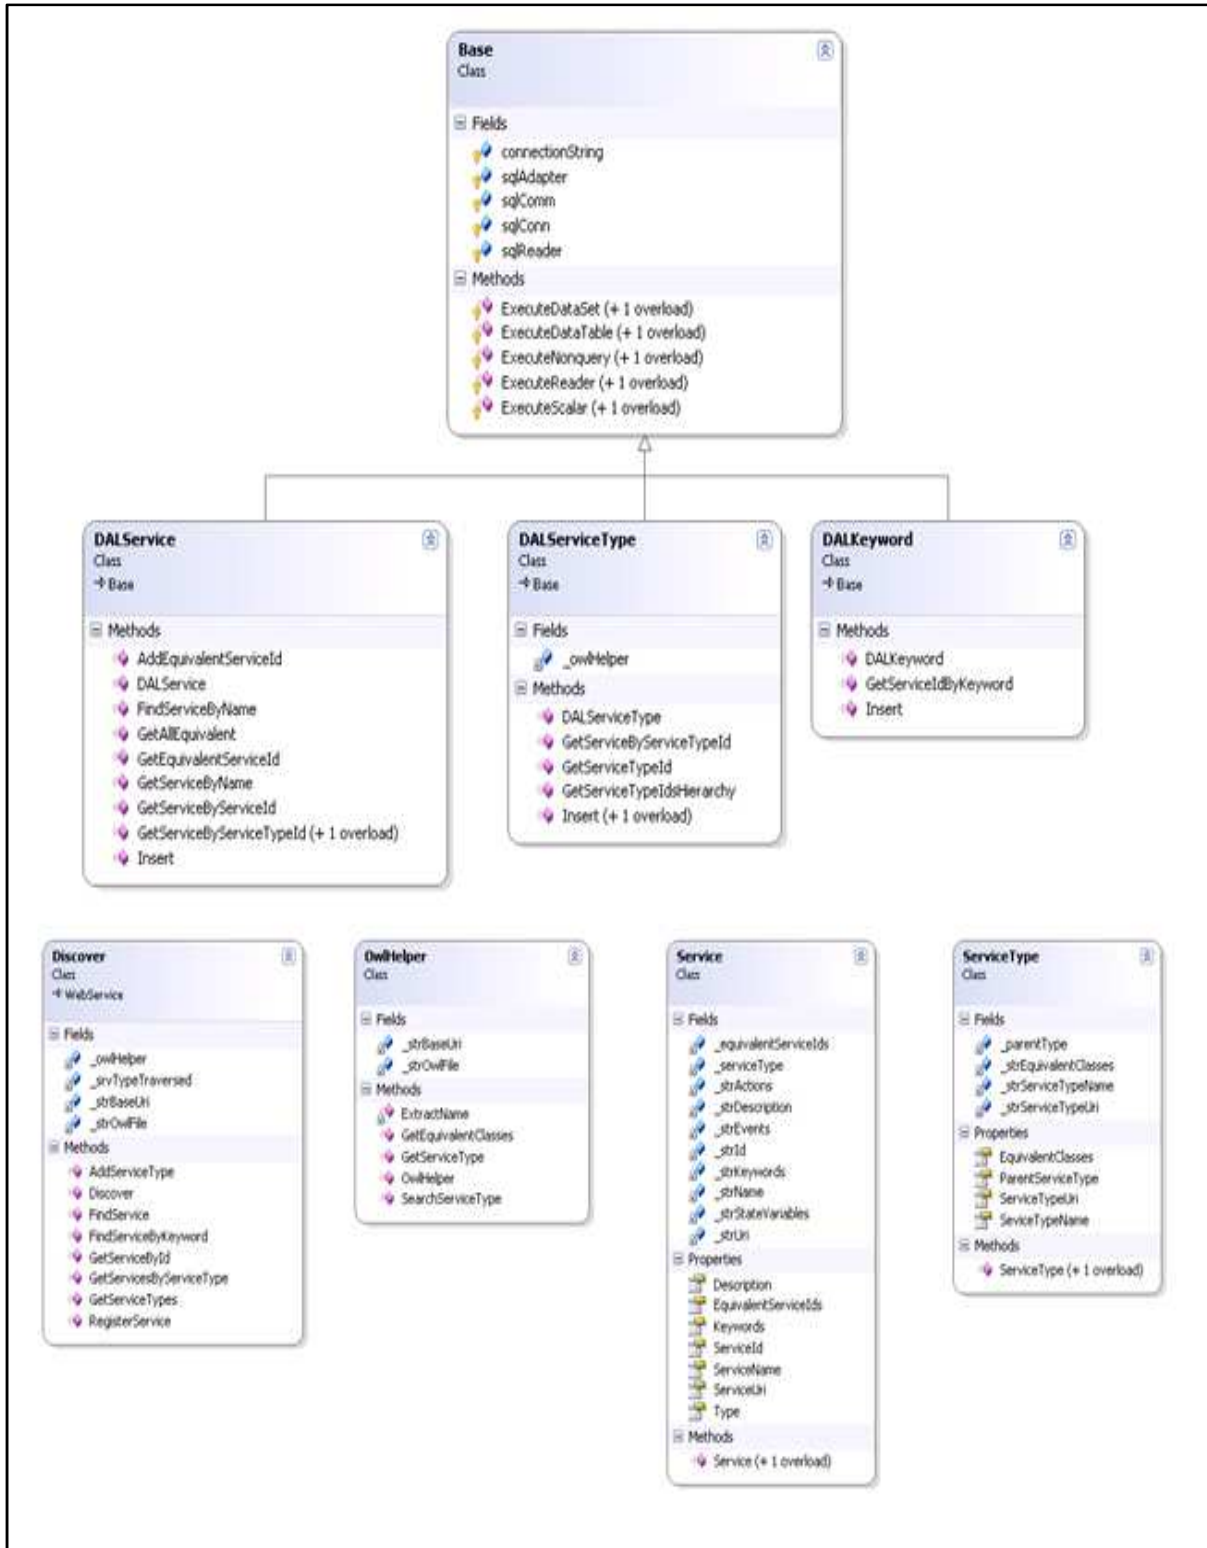 Base
Class
Fields
connectionString
sqlAdapter
sqlComm
sqlConn
sqlReader
Methods
ExecuteDataSet (+ 1 overload)
ExecuteDataTable (+ 1 overload)
ExecuteNonquery (+ 1 overload)
ExecuteReader (+ 1 overload)
ExecuteScalar (+ 1 overload)
DALService
Class
Base
Methods
AddEquivalentServiceId
DALService
FindServiceByName
GetAllEquivalent
GetEquivalentServiceId
GetServiceByName
GetServiceByServiceId
GetServiceByServiceTypeId (+ 1 overload)
Insert
DALServiceType
Class
Base
Fields
_owlHelper
Methods
DALServiceType
GetServiceByServiceTypeId
GetServiceTypeId
GetServiceTypeIdsHierarchy
Insert (+ 1 overload)
DALKeyword
Class
Base
Methods
DALKeyword
GetServiceIdByKeyword
Insert
Discover
Class
WebService
Fields
_owlHelper
_srvTypeTraversed
_strBaseUri
_strOwlFile
Methods
AddServiceType
Discover
FindService
FindServiceByKeyword
GetServiceById
GetServicesByServiceType
GetServiceTypes
RegisterService
OwlHelper
Class
Fields
_strBaseUri
_strOwlFile
Methods
ExtractName
GetEquivalentClasses
GetServiceType
OwlHelper
SearchServiceType
Service
Class
Fields
_equivalentServiceIds
_serviceType
_strActions
_strDescription
_strEvents
_strId
_strKeywords
_strName
_strStateVariables
_strUri
Properties
Description
EquivalentServiceIds
Keywords
ServiceId
ServiceName
ServiceUri
Type
Methods
Service (+ 1 overload)
ServiceType
Class
Fields
_parentType
_strEquivalentClasses
_strServiceTypeName
_strServiceTypeUri
Properties
EquivalentClasses
ParentServiceType
ServiceTypeUri
SeviceTypeName
Methods
ServiceType (+ 1 overload)